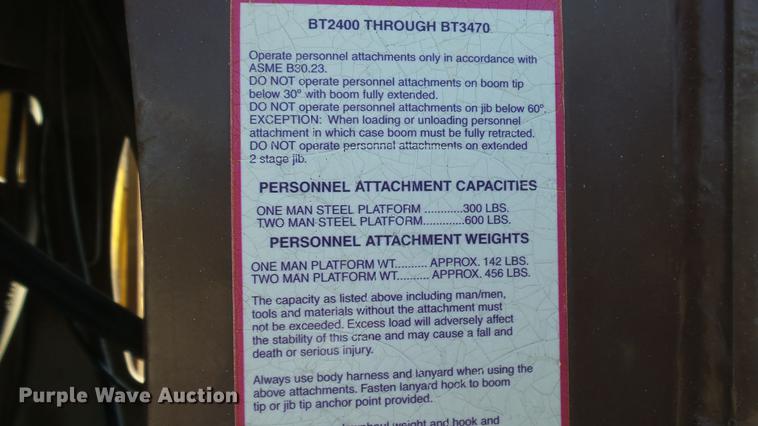 BT2400 THROUGH BT3470
Operate personnel attachments only in accordance with
ASME B30.23.
DO NOT operate personnel attachments on boom tip
below 30° with boom fully extended.
DO NOT operate personnel attachments on jib below 60°.
EXCEPTION: When loading or unloading personnel
attachment in which case boom must be fully retracted.
DO NOT operate personnel attachments on extended
2 stage jib.
PERSONNEL ATTACHMENT CAPACITIES
ONE MAN STEEL PLATFORM ............300 LBS.
TWO MAN STEEL PLATFORM.............600 LBS.
PERSONNEL ATTACHMENT WEIGHTS
ONE MAN PLATFORM WT.......... APPROX. 142 LBS.
TWO MAN PLATFORM WT.......... APPROX. 456 LBS.
The capacity as listed above including man/men,
tools and materials without the attachment must
not be exceeded. Excess load will adversely affect
the stability of this crane and may cause a fall and
death or serious injury.
Always use body harness and lanyard when using the
above attachments. Fasten lanyard hook to boom
tip or jib tip anchor point provided.
weight and hook and
Purple Wave Auction